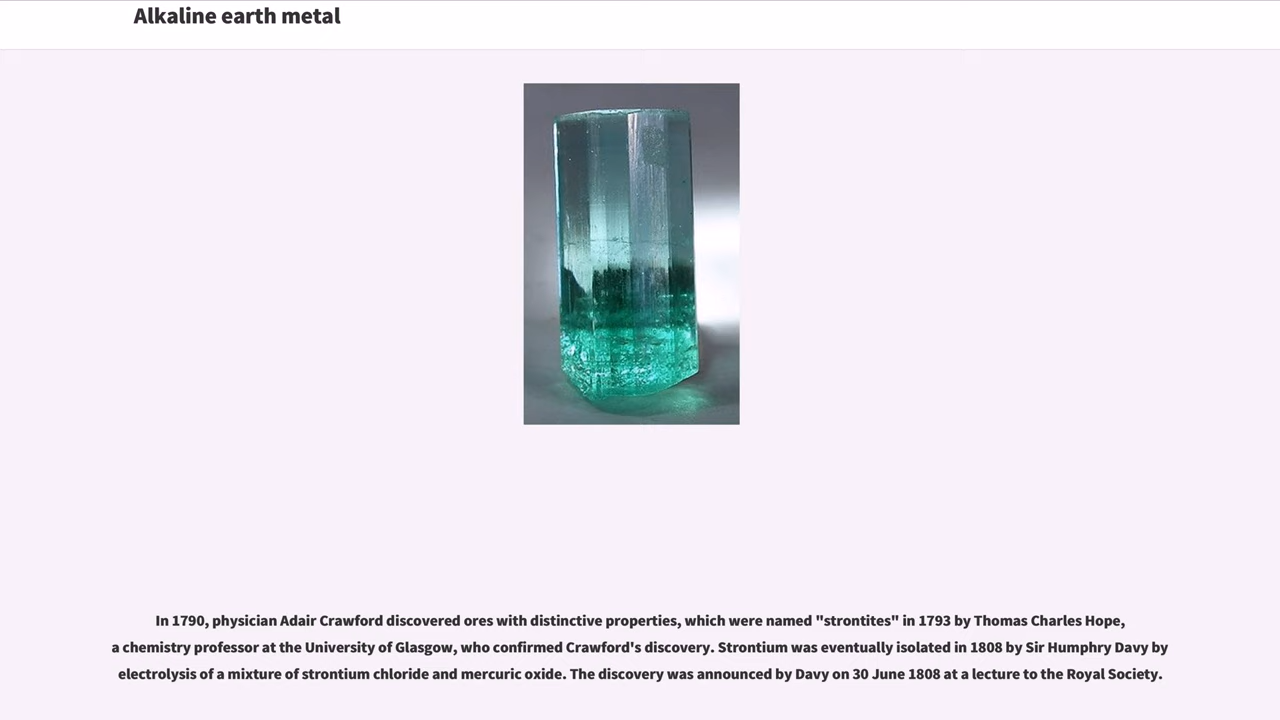 Alkaline earth metal
In 1790, physician Adair Crawford discovered ores with distinctive properties, which were named "strontites" in 1793 by Thomas Charles Hope,
a chemistry professor at the University of Glasgow, who confirmed Crawford's discovery. Strontium was eventually isolated in 1808 by Sir Humphry Davy by
electrolysis of a mixture of strontium chloride and mercuric oxide. The discovery was announced by Davy on 30 June 1808 at a lecture to the Royal Society.